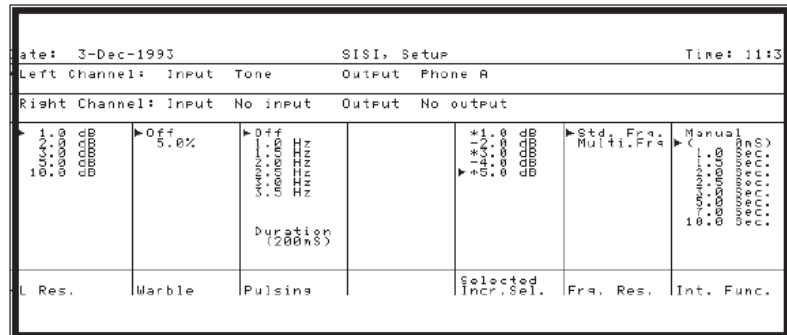 ate: 3-Dec-1993 SISI, Setup Time: 11:3
Left Channel: Input Tone Output Phone A
Right Channel: Input No input Output No output
►1.0 dB
2.0 dB
3.0 dB
5.0 dB
10.0 dB
►Off
5.0%
►Off
1.0 Hz
1.5 Hz
2.0 Hz
2.5 Hz
3.0 Hz
3.5 Hz
Duration
(200mS)
*1.0 dB
-2.0 dB
*3.0 dB
-4.0 dB
►*5.0 dB
►Std. Frq.
Multi.Frq
Manual
►( 0mS)
1.0 Sec.
1.5 Sec.
2.0 Sec.
2.5 Sec.
3.0 Sec.
5.0 Sec.
7.0 Sec.
10.0 Sec.
L Res.
Warble
Pulsing
Selected
Incr.Sel.
Frq. Res.
Int. Func.